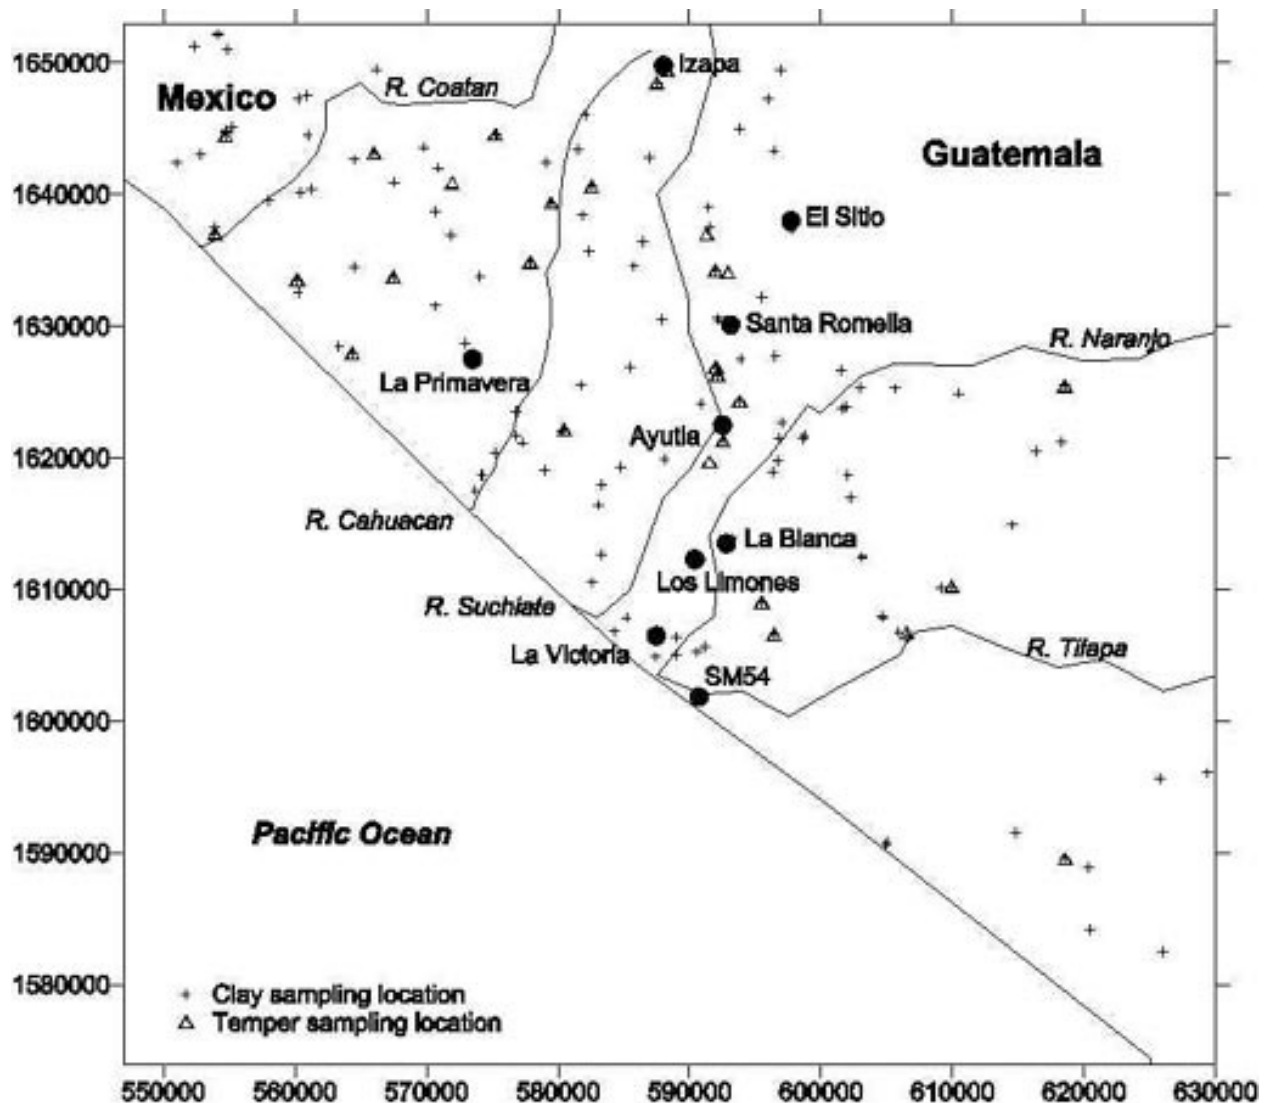 1650000
Izapa
R. Coatan
Mexico
Guatemala
1640000
El Sitio
1630000
Santa Romelia
R. Naranjo
La Primavera
Ayutla
1620000
R. Cahuacan
La Blanca
1610000
Los Limones
R. Suchiate
La Victoria
R. Tilapa
SM54
1600000
Pacific Ocean
1590000
1580000
Clay sampling location
Temper sampling location
550000 560000 570000 580000 590000 600000 610000 620000 630000